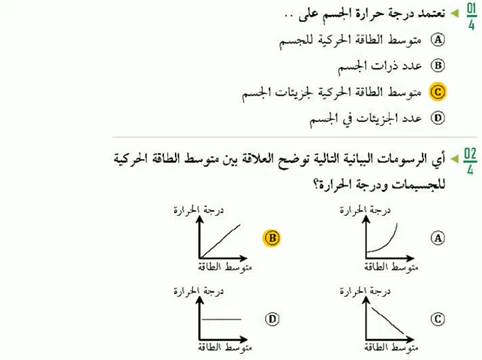 01/4 تعتمد درجة حرارة الجسم على ..
A متوسط الطاقة الحركية للجسم
B عدد ذرات الجسم
C متوسط الطاقة الحركية لجزيئات الجسم
D عدد الجزيئات في الجسم
02/4 أي الرسومات البيانية التالية توضح العلاقة بين متوسط الطاقة الحركية
للجسيمات ودرجة الحرارة؟
درجة الحرارة
A
متوسط الطاقة
درجة الحرارة
B
متوسط الطاقة
درجة الحرارة
C
متوسط الطاقة
درجة الحرارة
D
متوسط الطاقة